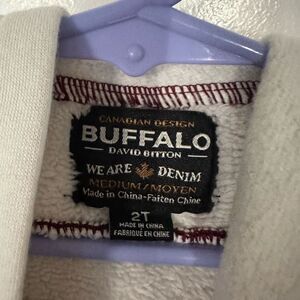 CANADIAN DESIGN
BUFFALO
DAVID BITTON
WE ARE DENIM
MEDIUM/MOYEN
Made in China-Faiten Chine
2T
MADE IN CHINA
FABRIQUÉ EN CHINE